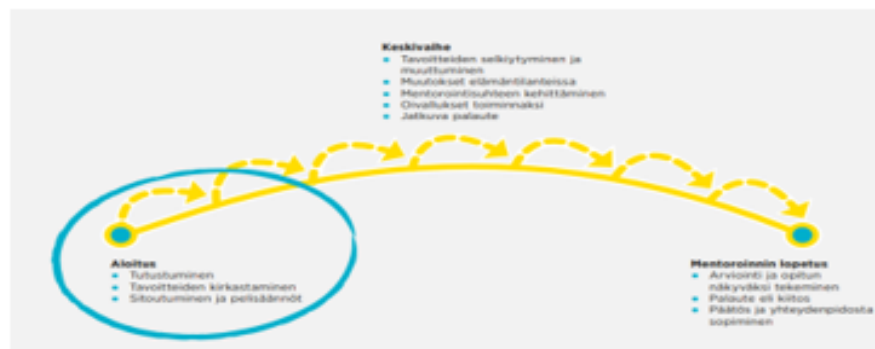 Keskivaihe
Tavoitteiden selkiytyminen ja
muuttuminen
Muutokset elämäntilanteissa
Mentorointisuhteen kehittäminen
Oivallukset toiminnaksi
Jatkuva palaute
Aloitus
Tutustuminen
Tavoitteiden kirkastaminen
Sitoutuminen ja pelisäännöt
Mentoroinnin lopetus
Arviointi ja opitun
näkyväksi tekeminen
Palaute eli kiitos
Päätös ja yhteydenpidosta
sopiminen